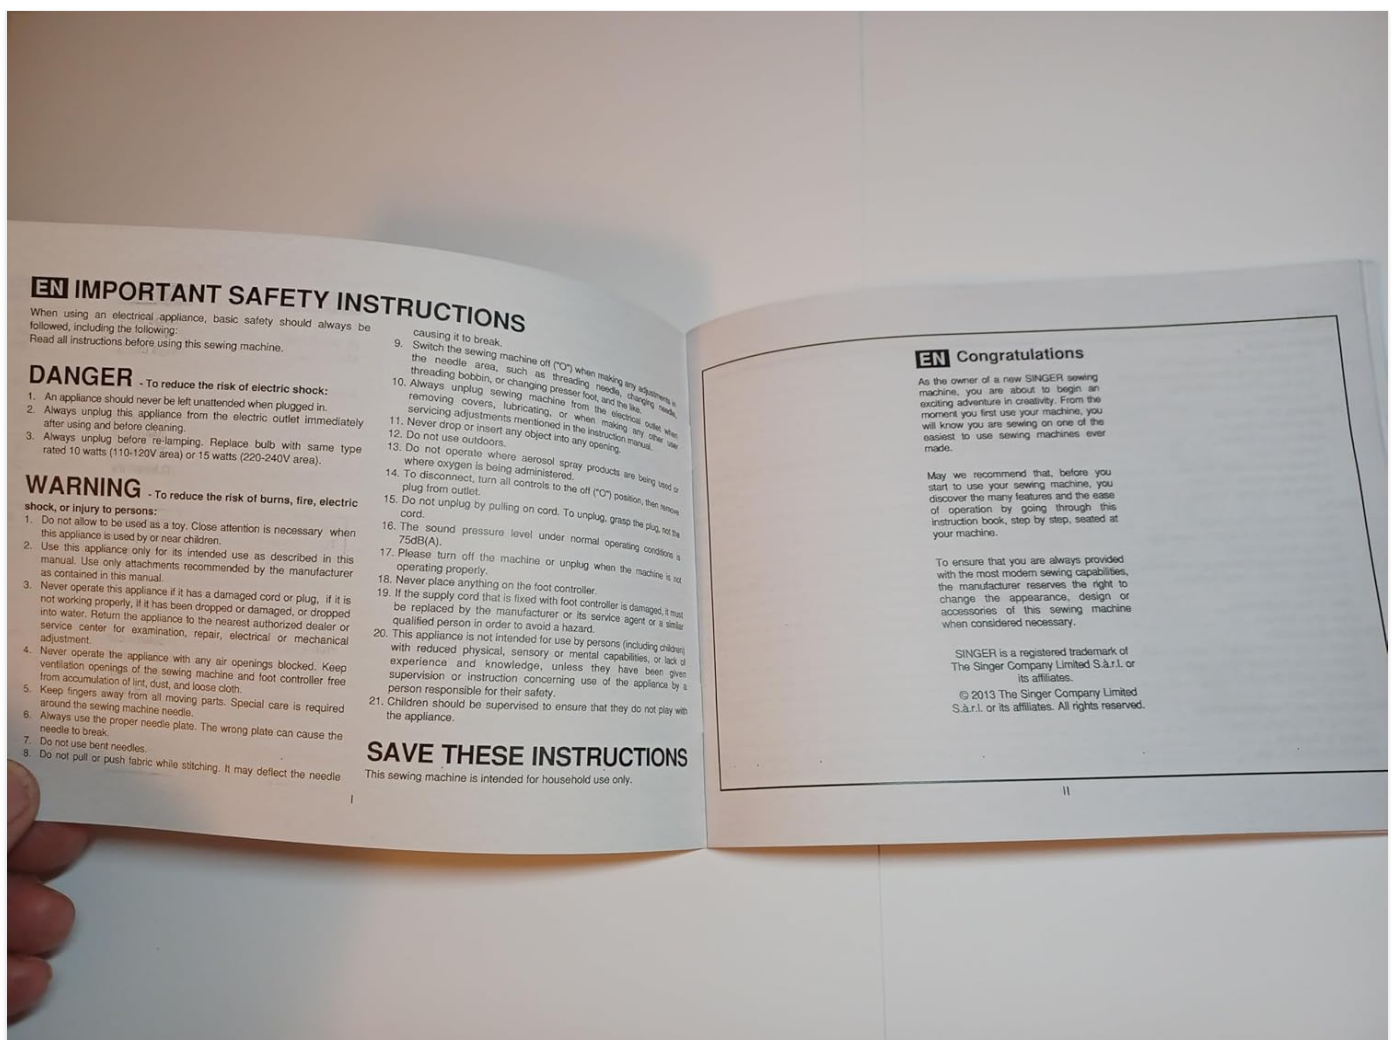 EN IMPORTANT SAFETY INSTRUCTIONS
When using an electrical appliance, basic safety should always be
followed, including the following:
Read all instructions before using this sewing machine.
DANGER - To reduce the risk of electric shock:
1. An appliance should never be left unattended when plugged in.
2. Always unplug this appliance from the electric outlet immediately
after using and before cleaning.
3. Always unplug before re-lamping. Replace bulb with same type
rated 10 watts (110-120V area) or 15 watts (220-240V area).
WARNING - To reduce the risk of burns, fire, electric
shock, or injury to persons:
1. Do not allow to be used as a toy. Close attention is necessary when
this appliance is used by or near children.
2. Use this appliance only for its intended use as described in this
manual. Use only attachments recommended by the manufacturer
as contained in this manual.
3. Never operate this appliance if it has a damaged cord or plug, if it is
not working properly, if it has been dropped or damaged, or dropped
into water. Return the appliance to the nearest authorized dealer or
service center for examination, repair, electrical or mechanical
adjustment.
4. Never operate the appliance with any air openings blocked. Keep
ventilation openings of the sewing machine and foot controller free
from accumulation of lint, dust, and loose cloth.
5. Keep fingers away from all moving parts. Special care is required
around the sewing machine needle.
6. Always use the proper needle plate. The wrong plate can cause the
needle to break.
7. Do not use bent needles.
8. Do not pull or push fabric while stitching. It may deflect the needle
causing it to break.
9. Switch the sewing machine off ("O") when making any adjustments in
the needle area, such as threading needle, changing needle,
threading bobbin, or changing presser foot, and the like.
10. Always unplug sewing machine from the electrical outlet when
removing covers, lubricating, or when making any other user
servicing adjustments mentioned in the instruction manual.
11. Never drop or insert any object into any opening.
12. Do not use outdoors.
13. Do not operate where aerosol spray products are being used or
where oxygen is being administered.
14. To disconnect, turn all controls to the off ("O") position, then remove
plug from outlet.
15. Do not unplug by pulling on cord. To unplug, grasp the plug, not the
cord.
16. The sound pressure level under normal operating conditions is
75dB(A).
17. Please turn off the machine or unplug when the machine is not
operating properly.
18. Never place anything on the foot controller.
19. If the supply cord that is fixed with foot controller is damaged, it must
be replaced by the manufacturer or its service agent or a similar
qualified person in order to avoid a hazard.
20. This appliance is not intended for use by persons (including children)
with reduced physical, sensory or mental capabilities, or lack of
experience and knowledge, unless they have been given
supervision or instruction concerning use of the appliance by a
person responsible for their safety.
21. Children should be supervised to ensure that they do not play with
the appliance.
SAVE THESE INSTRUCTIONS
This sewing machine is intended for household use only.
I
EN Congratulations
As the owner of a new SINGER sewing
machine, you are about to begin an
exciting adventure in creativity. From the
moment you first use your machine, you
will know you are sewing on one of the
easiest to use sewing machines ever
made.
May we recommend that, before you
start to use your sewing machine, you
discover the many features and the ease
of operation by going through this
instruction book, step by step, seated at
your machine.
To ensure that you are always provided
with the most modern sewing capabilities,
the manufacturer reserves the right to
change the appearance, design or
accessories of this sewing machine
when considered necessary.
SINGER is a registered trademark of
The Singer Company Limited S.à.r.l. or
its affiliates.
© 2013 The Singer Company Limited
S.à.r.l. or its affiliates. All rights reserved.
II